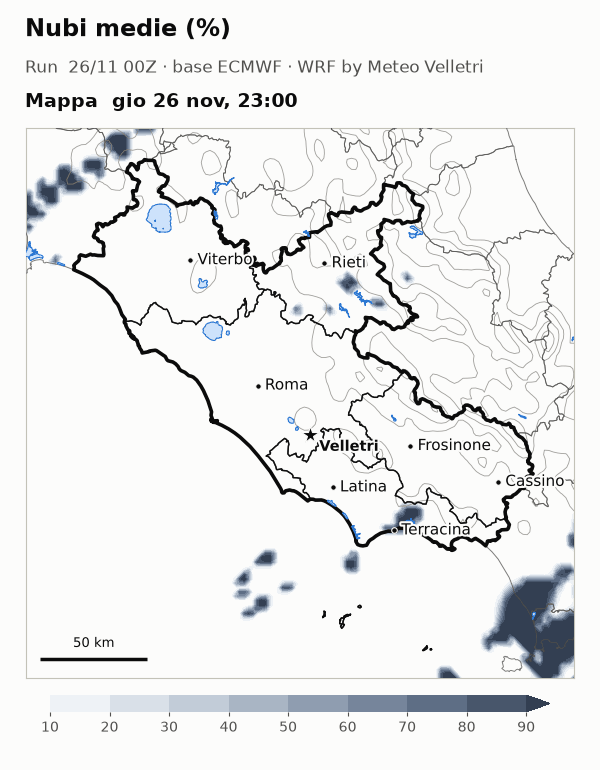 Nubi medie (%)
Run  26/11 00Z · base ECMWF · WRF by Meteo Velletri
Mappa  gio 26 nov, 23:00
Viterbo
Rieti
Roma
Velletri
Frosinone
Cassino
Latina
Terracina
50 km
10 20 30 40 50 60 70 80 90